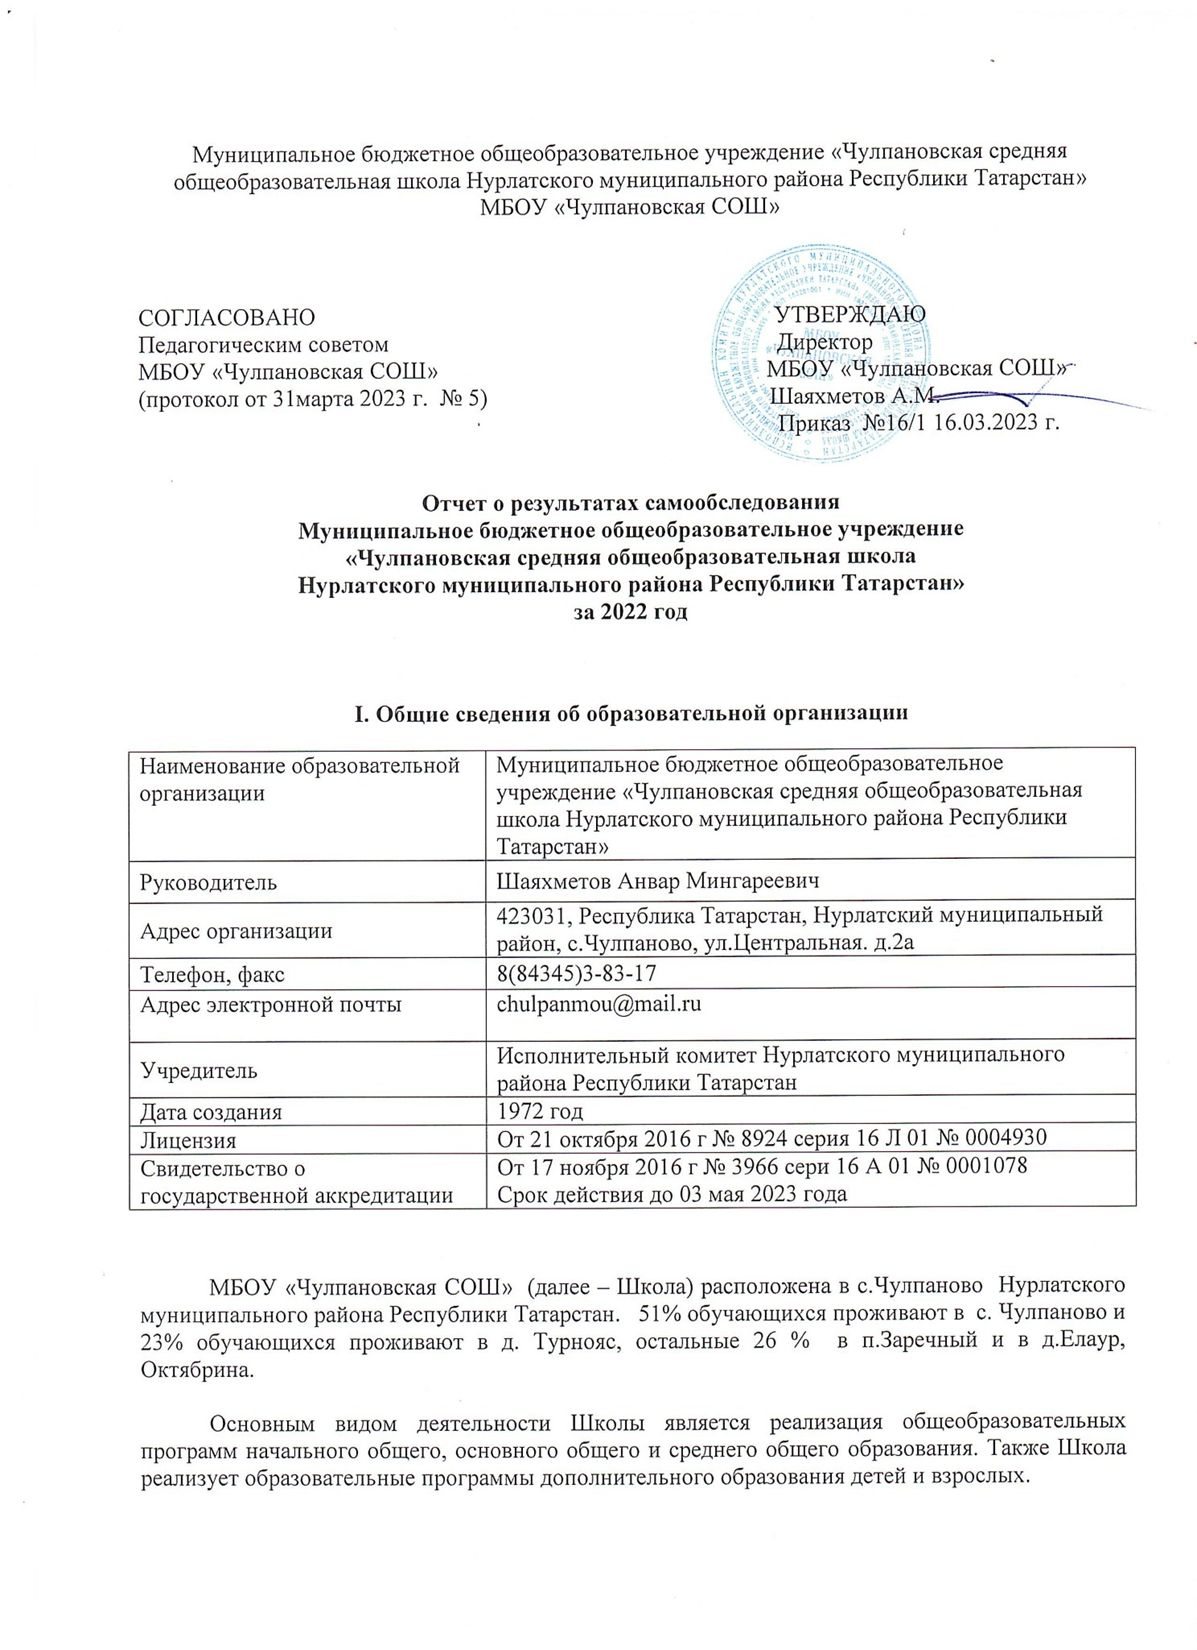 Муниципальное бюджетное общеобразовательное учреждение «Чулпановская средняя
общеобразовательная школа Нурлатского муниципального района Республики Татарстан»
МБОУ «Чулпановская СОШ»
СОГЛАСОВАНО
Педагогическим советом
МБОУ «Чулпановская СОШ»
(протокол от 31марта 2023 г.  № 5)
УТВЕРЖДАЮ
Директор
МБОУ «Чулпановская СОШ»
Шаяхметов А.М.
Приказ  №16/1 16.03.2023 г.
Отчет о результатах самообследования
Муниципальное бюджетное общеобразовательное учреждение
«Чулпановская средняя общеобразовательная школа
Нурлатского муниципального района Республики Татарстан»
за 2022 год
I. Общие сведения об образовательной организации
Наименование образовательной
организации
Муниципальное бюджетное общеобразовательное
учреждение «Чулпановская средняя общеобразовательная
школа Нурлатского муниципального района Республики
Татарстан»
Руководитель
Шаяхметов Анвар Мингареевич
Адрес организации
423031, Республика Татарстан, Нурлатский муниципальный
район, с.Чулпаново, ул.Центральная. д.2а
Телефон, факс
8(84345)3-83-17
Адрес электронной почты
chulpanmou@mail.ru
Учредитель
Исполнительный комитет Нурлатского муниципального
района Республики Татарстан
Дата создания
1972 год
Лицензия
От 21 октября 2016 г № 8924 серия 16 Л 01 № 0004930
Свидетельство о
государственной аккредитации
От 17 ноября 2016 г № 3966 сери 16 А 01 № 0001078
Срок действия до 03 мая 2023 года
МБОУ «Чулпановская СОШ»  (далее – Школа) расположена в с.Чулпаново  Нурлатского
муниципального района Республики Татарстан.   51% обучающихся проживают в  с. Чулпаново и
23% обучающихся проживают в д. Турнояс, остальные 26 %  в п.Заречный и в д.Елаур,
Октябрина.
Основным видом деятельности Школы является реализация общеобразовательных
программ начального общего, основного общего и среднего общего образования. Также Школа
реализует образовательные программы дополнительного образования детей и взрослых.